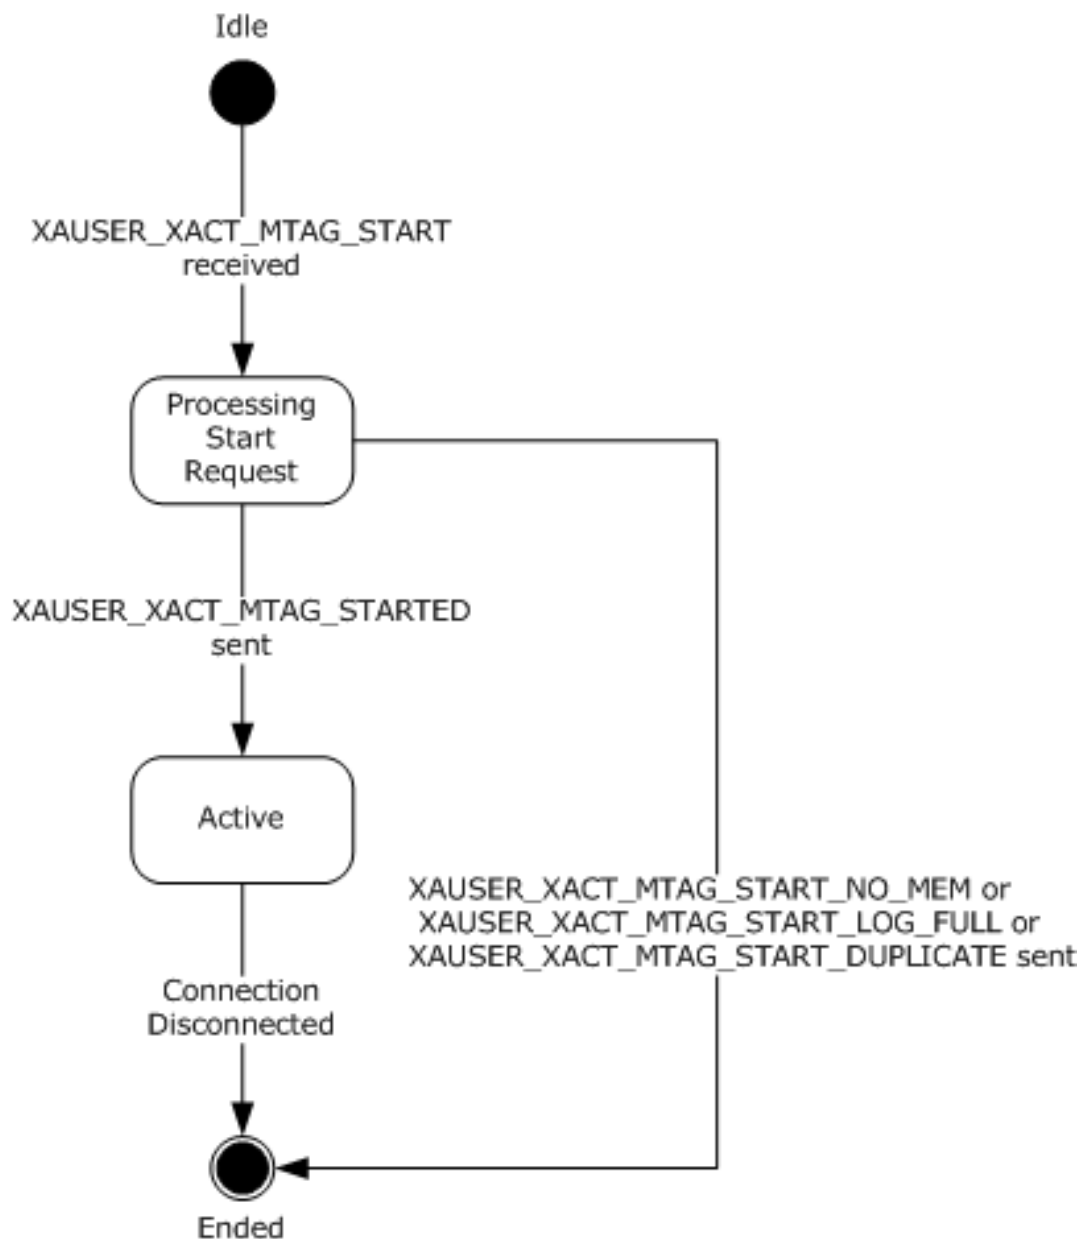 Idle
XAUSER_XACT_MTAG_START
received
Processing
Start
Request
XAUSER_XACT_MTAG_STARTED
sent
Active
XAUSER_XACT_MTAG_START_NO_MEM or
XAUSER_XACT_MTAG_START_LOG_FULL or
XAUSER_XACT_MTAG_START_DUPLICATE sent
Connection
Disconnected
Ended